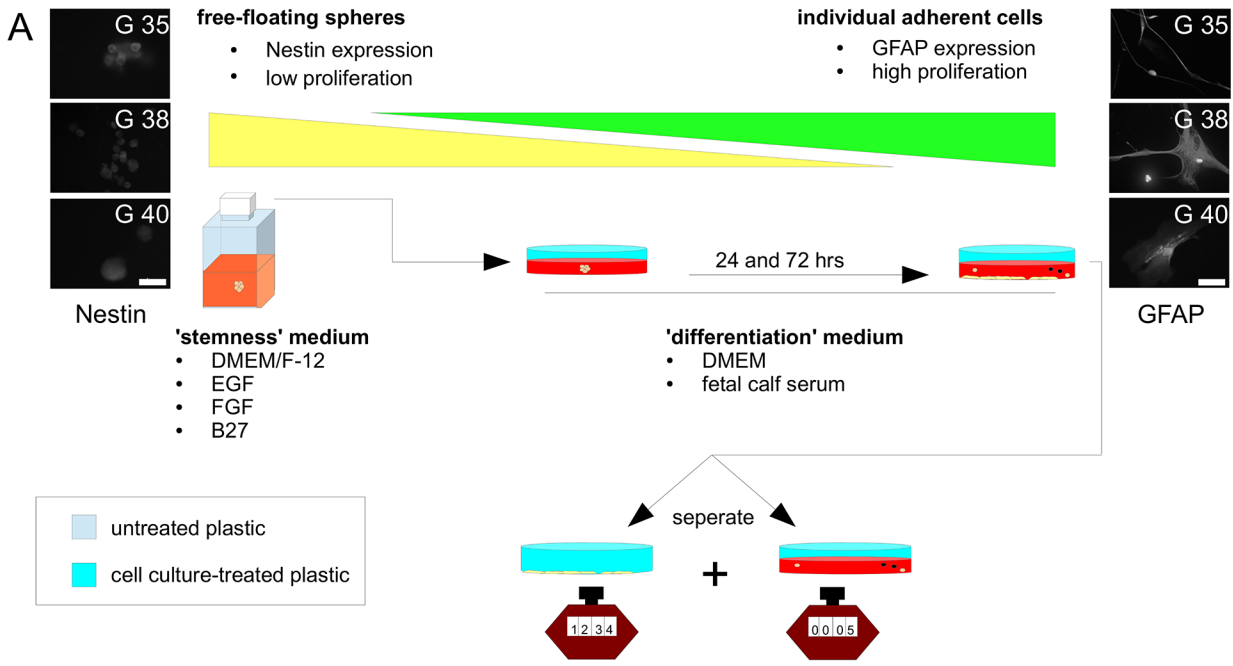 A
free-floating spheres
• Nestin expression
• low proliferation
individual adherent cells
• GFAP expression
• high proliferation
G 35
G 38
G 40
Nestin
G 35
G 38
G 40
GFAP
24 and 72 hrs
'stemness' medium
• DMEM/F-12
• EGF
• FGF
• B27
'differentiation' medium
• DMEM
• fetal calf serum
untreated plastic
cell culture-treated plastic
seperate
+
1234
0005